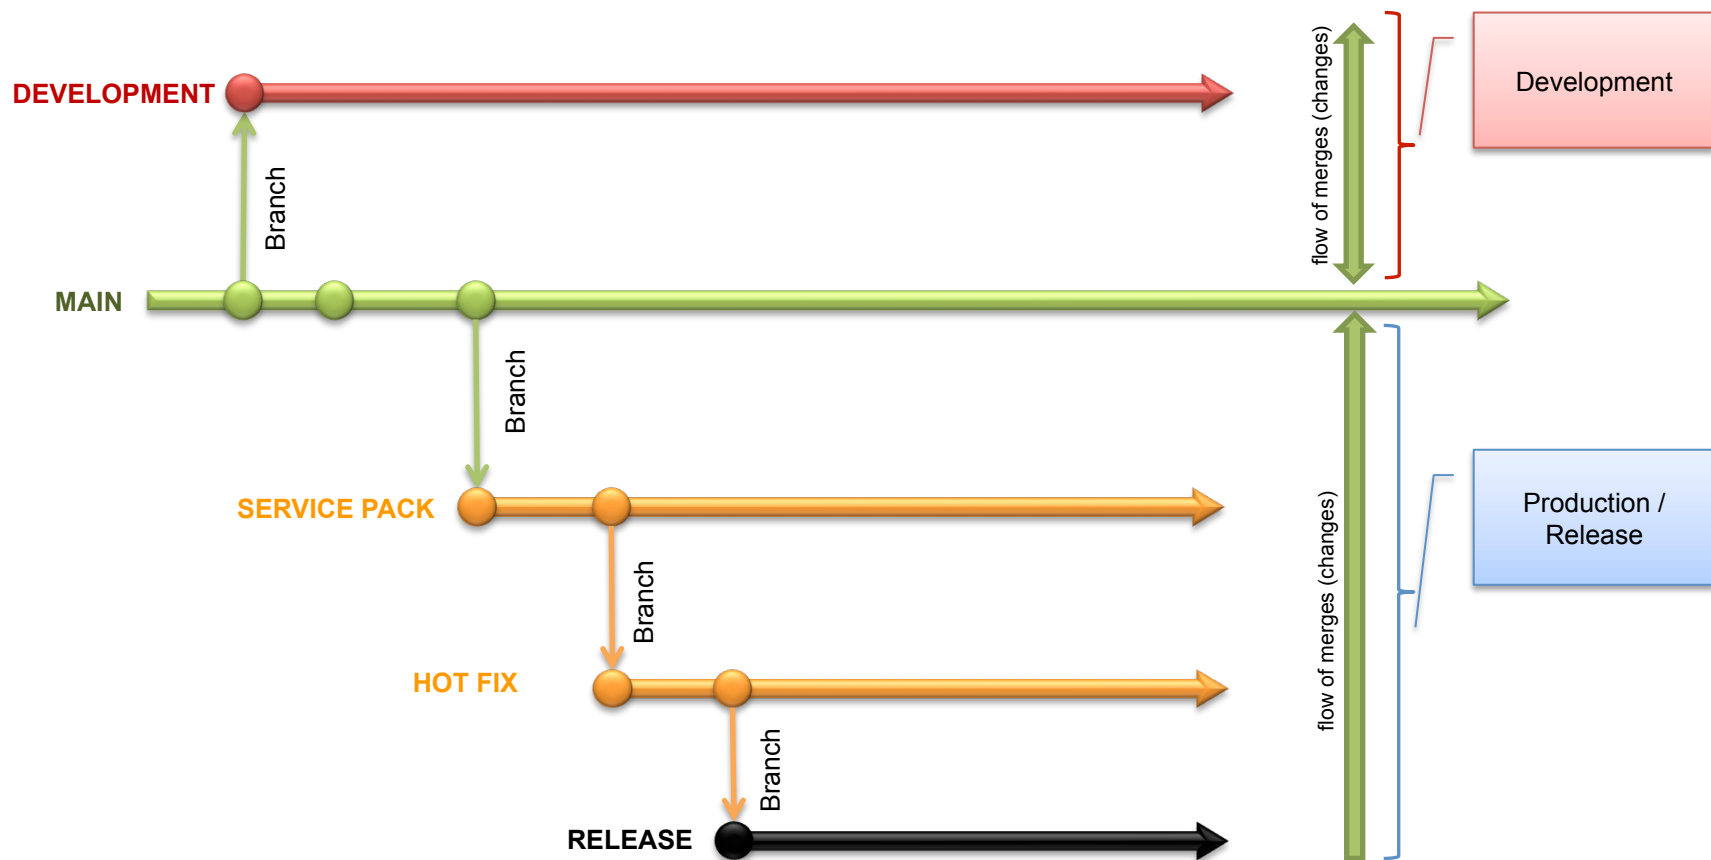 DEVELOPMENT
Branch
flow of merges (changes)
Development
MAIN
Branch
SERVICE PACK
flow of merges (changes)
Production /
Release
Branch
HOT FIX
Branch
RELEASE